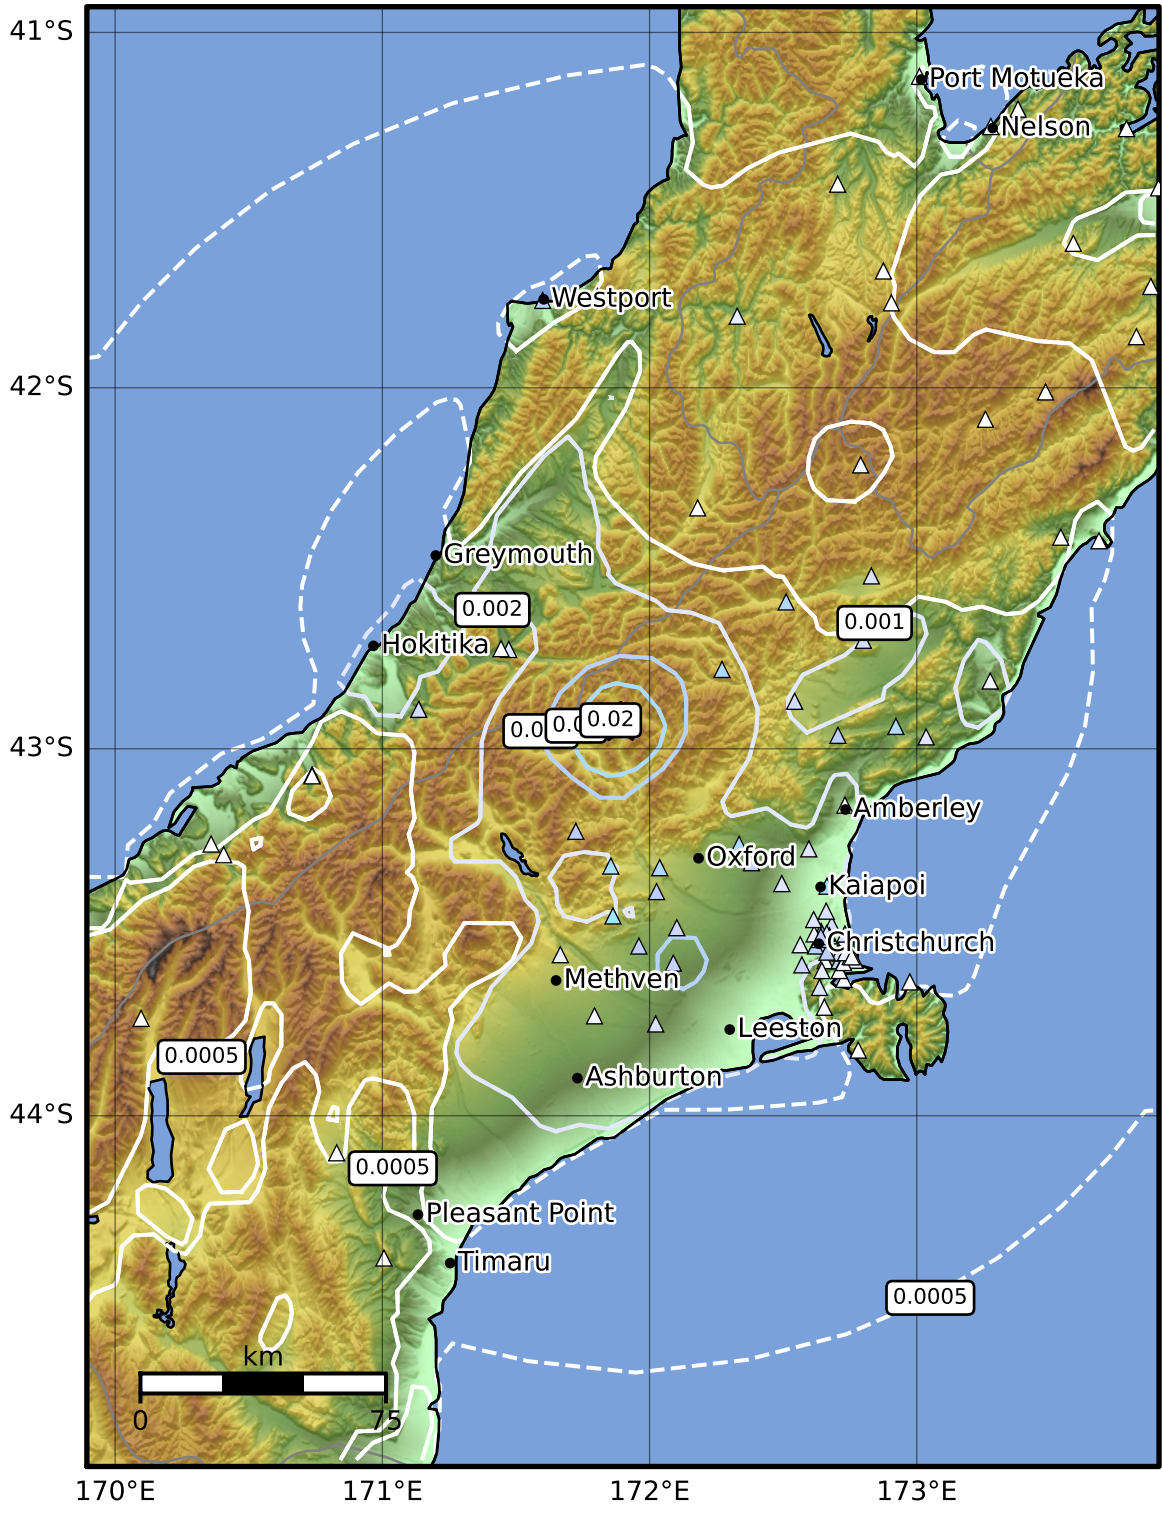 41°S
Port Motueka
Nelson
Westport
42°S
Greymouth
0.002
0.001
Hokitika
0.02
43°S
Amberley
Oxford
Kaiapoi
Christchurch
Methven
Leeston
0.0005
Ashburton
44°S
0.0005
Pleasant Point
Timaru
0.0005
km
0 75
170°E 171°E 172°E 173°E